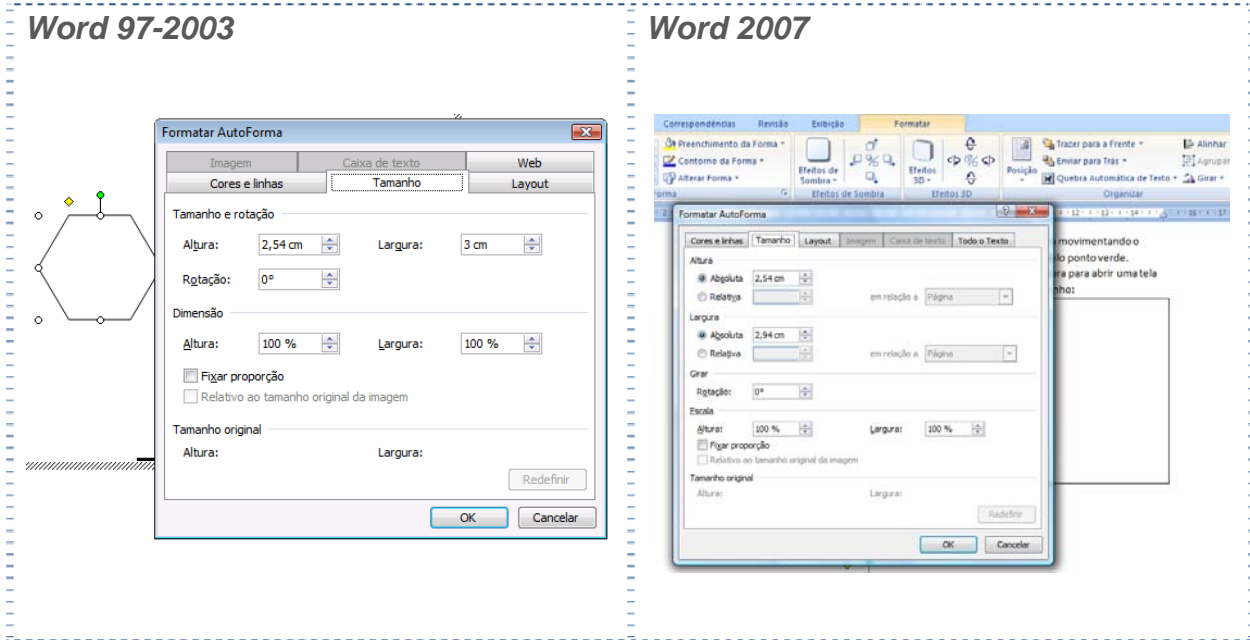 Word 97-2003
Formatar AutoForma
Imagem Caixa de texto Web
Cores e linhas Tamanho Layout
Tamanho e rotação
Altura: 2,54 cm Largura: 3 cm
Rotação: 0°
Dimensão
Altura: 100 % Largura: 100 %
Fixar proporção
Relativo ao tamanho original da imagem
Tamanho original
Altura: Largura:
Redefinir
OK Cancelar
Word 2007
Correspondências Revisão Exibição Formatar
Preenchimento da Forma
Contorno da Forma
Alterar Forma
Efeitos de Sombra
Efeitos 3D
Posição
Trazer para a Frente
Enviar para Trás
Quebra Automática de Texto
Alinhar
Agrupar
Girar
Efeitos de Sombra Efeitos 3D Organizar
Formatar AutoForma
Cores e linhas Tamanho Layout Imagem Caixa de texto Todo o Texto
Altura
Absoluta 2,54 cm
Relativa em relação a Página
Largura
Absoluta 2,94 cm
Relativa em relação a Página
Girar
Rotação: 0°
Escala
Altura: 100 % Largura: 100 %
Fixar proporção
Relativo ao tamanho original da imagem
Tamanho original
Altura: Largura:
Redefinir
OK Cancelar
movimentando o
ponto verde.
para abrir uma tela